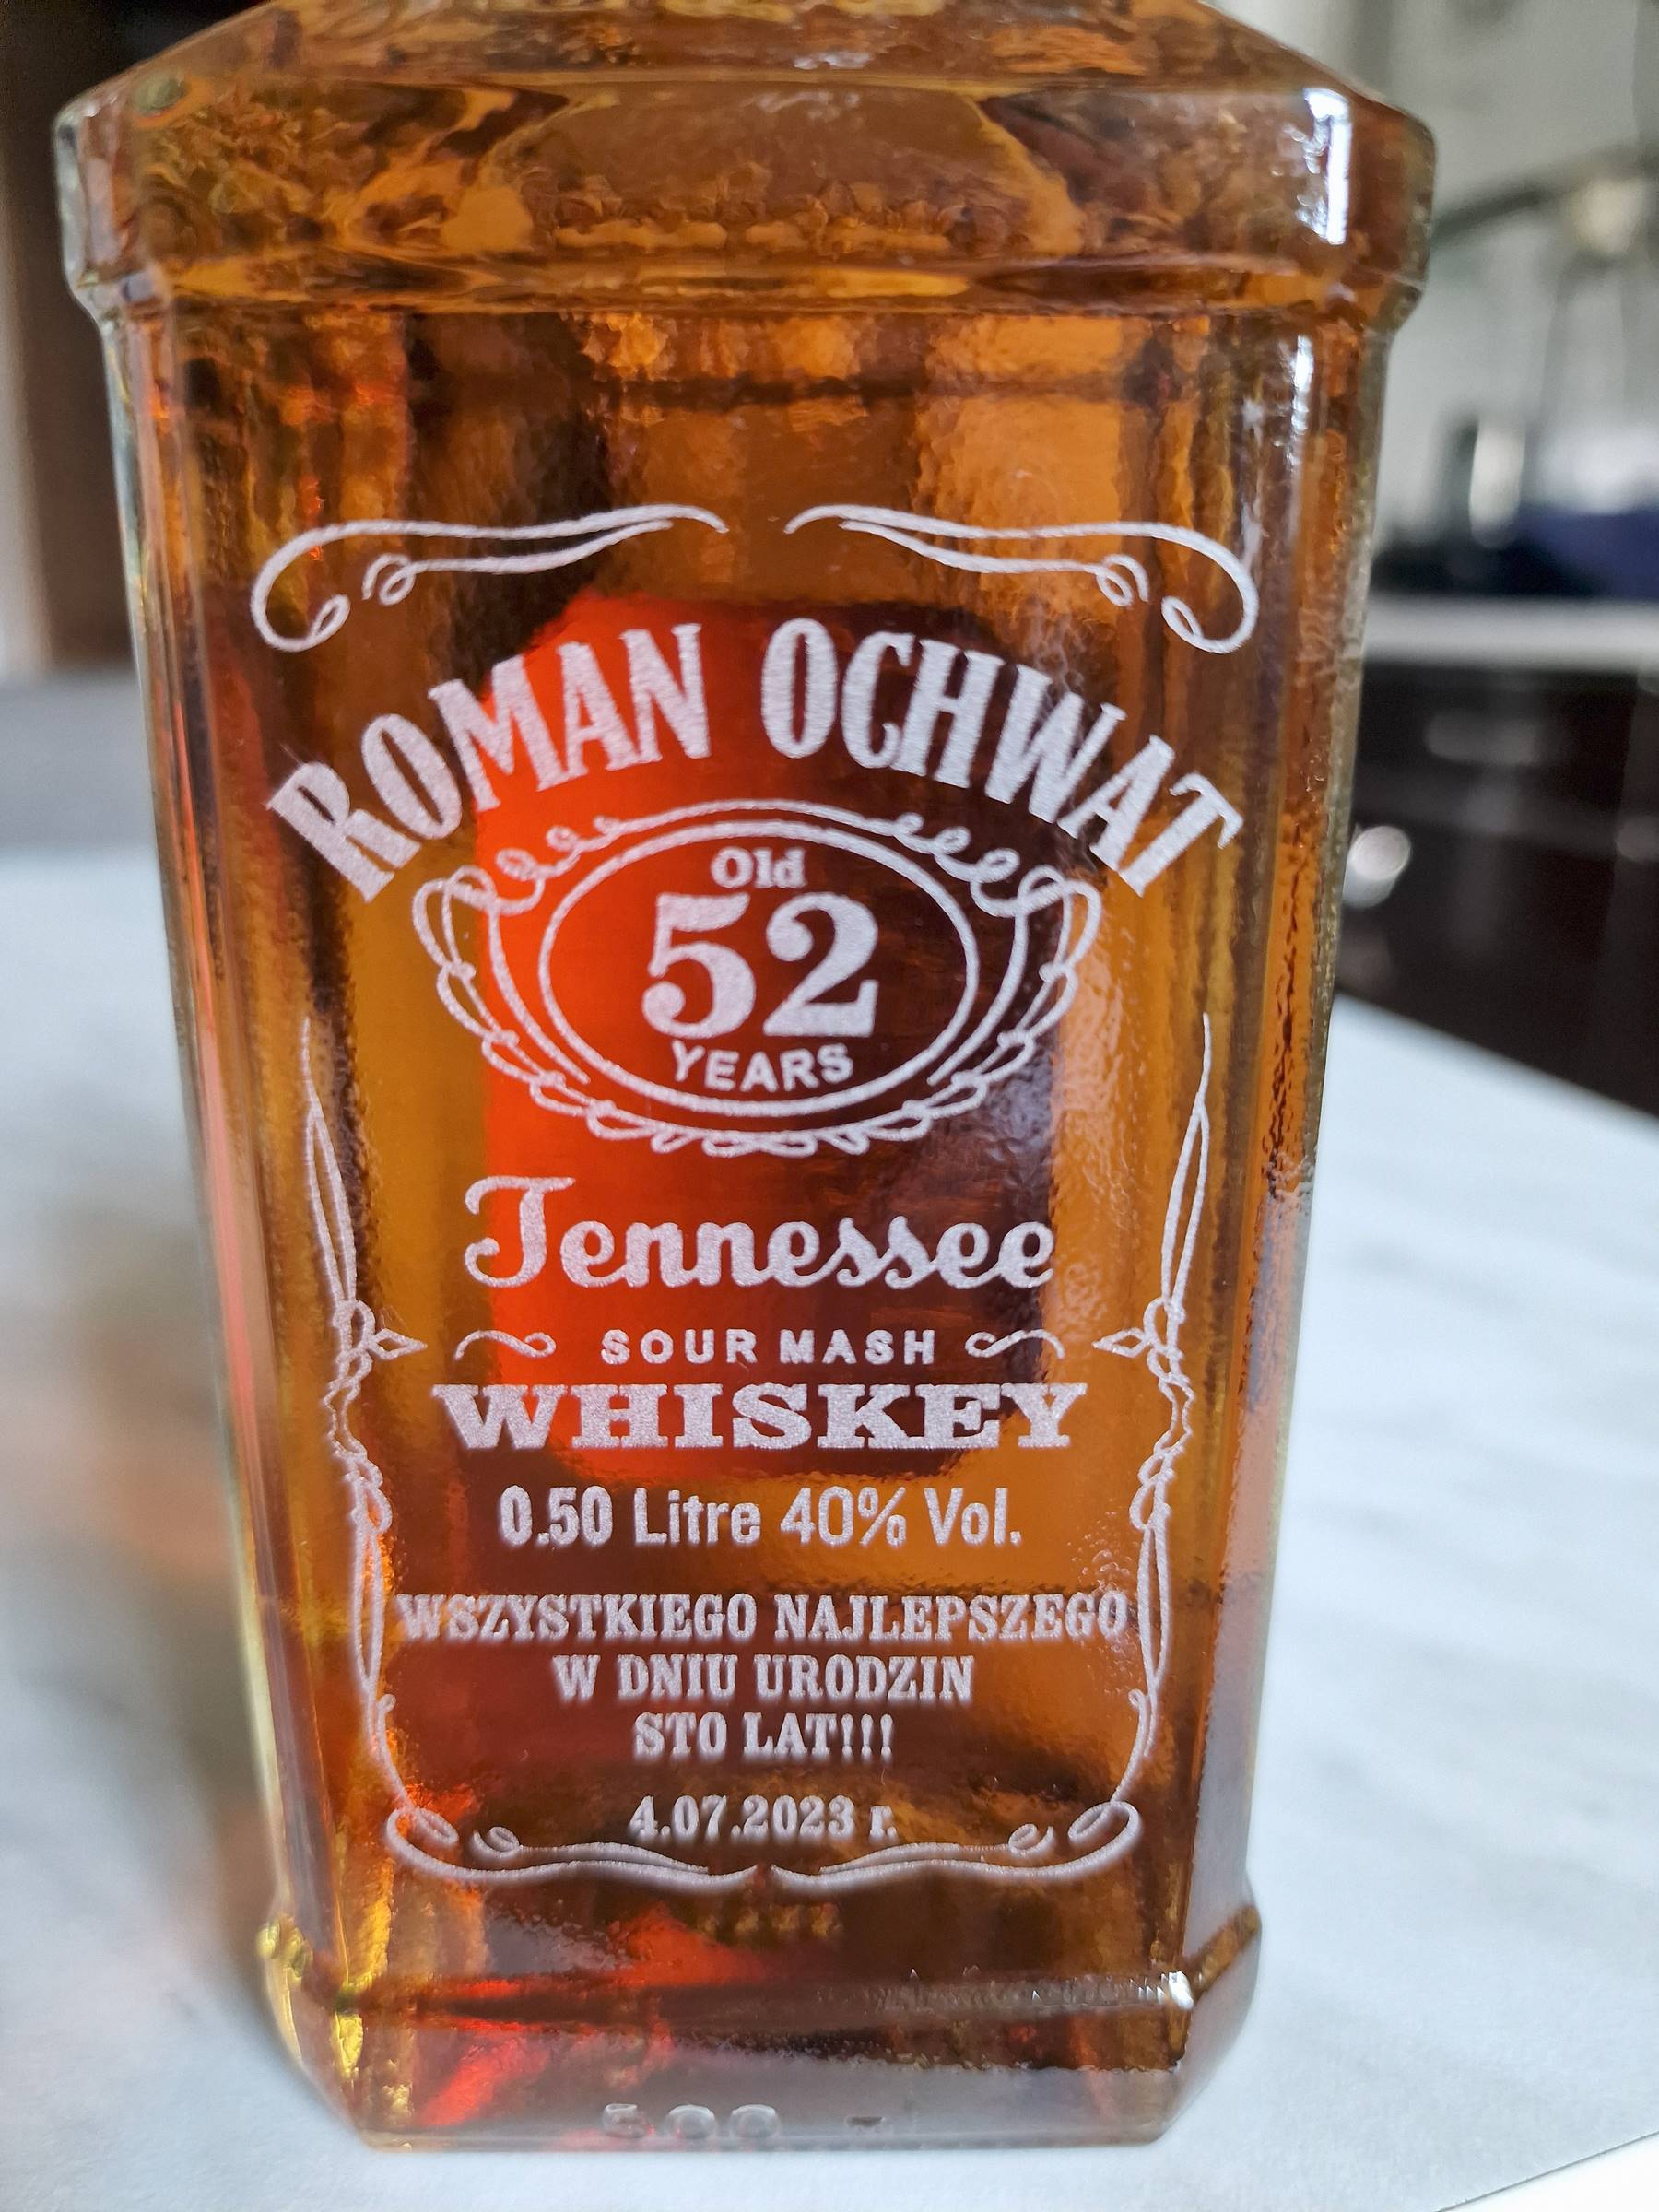 ROMAN OCHWAT
Old
52
YEARS
Tennessee
SOUR MASH
WHISKEY
0.50 Litre 40% Vol.
WSZYSTKIEGO NAJLEPSZEGO
W DNIU URODZIN
STO LAT!!!
4.07.2023 r.
500